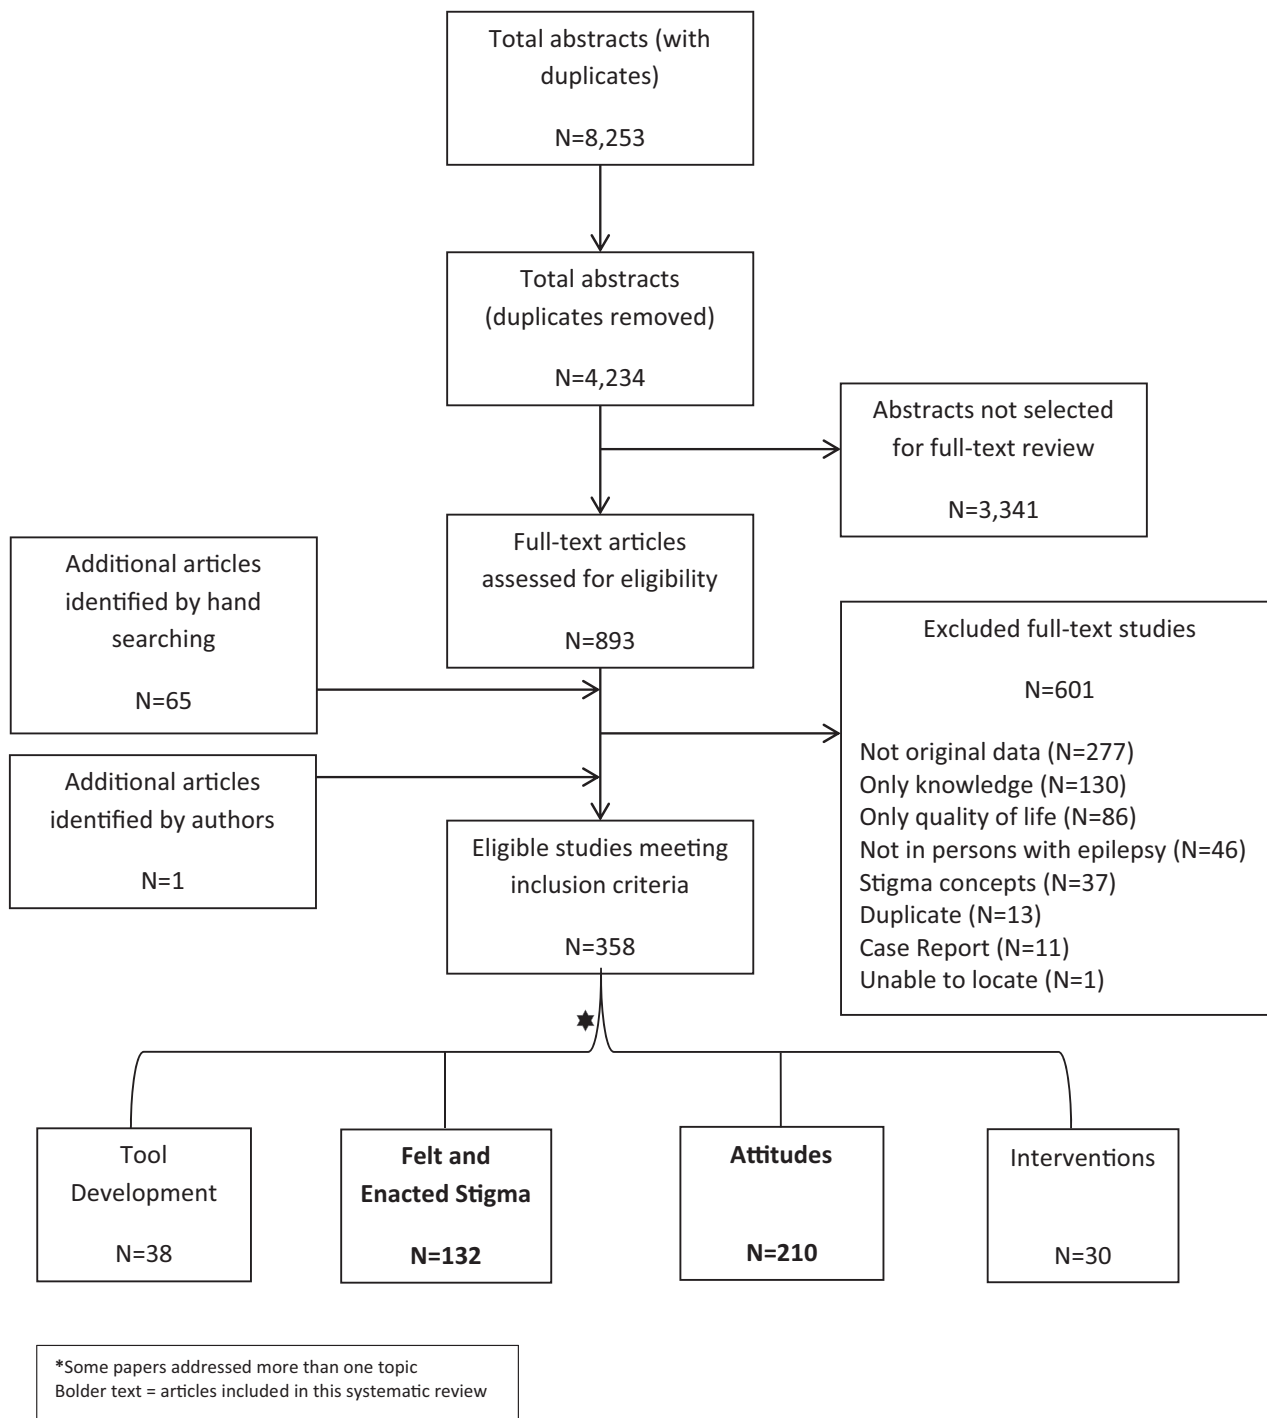 Total abstracts (with
duplicates)
N=8,253
Total abstracts
(duplicates removed)
N=4,234
Abstracts not selected
for full-text review
N=3,341
Full-text articles
assessed for eligibility
N=893
Additional articles
identified by hand
searching
N=65
Excluded full-text studies
N=601
Not original data (N=277)
Only knowledge (N=130)
Only quality of life (N=86)
Not in persons with epilepsy (N=46)
Stigma concepts (N=37)
Duplicate (N=13)
Case Report (N=11)
Unable to locate (N=1)
Additional articles
identified by authors
N=1
Eligible studies meeting
inclusion criteria
N=358
Tool
Development
N=38
Felt and
Enacted Stigma
N=132
Attitudes
N=210
Interventions
N=30
*Some papers addressed more than one topic
Bolder text = articles included in this systematic review